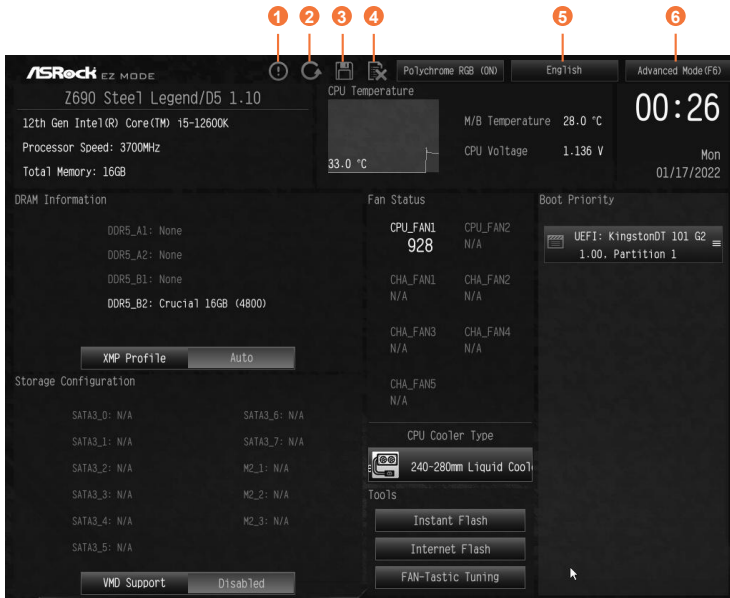 1 2 3 4 5 6
ASRock EZ MODE
Polychrome RGB (ON)
English
Advanced Mode(F6)
Z690 Steel Legend/D5 1.10
12th Gen Intel(R) Core(TM) i5-12600K
Processor Speed: 3700MHz
Total Memory: 16GB
CPU Temperature
33.0 °C
M/B Temperature 28.0 °C
CPU Voltage 1.136 V
00:26
Mon
01/17/2022
DRAM Information
DDR5_A1: None
DDR5_A2: None
DDR5_B1: None
DDR5_B2: Crucial 16GB (4800)
XMP Profile Auto
Storage Configuration
SATA3_0: N/A SATA3_6: N/A
SATA3_1: N/A SATA3_7: N/A
SATA3_2: N/A M2_1: N/A
SATA3_3: N/A M2_2: N/A
SATA3_4: N/A M2_3: N/A
SATA3_5: N/A
VMD Support Disabled
Fan Status
CPU_FAN1 CPU_FAN2
928 N/A
CHA_FAN1 CHA_FAN2
N/A N/A
CHA_FAN3 CHA_FAN4
N/A N/A
CHA_FAN5
N/A
CPU Cooler Type
240-280mm Liquid Cool
Tools
Instant Flash
Internet Flash
FAN-Tastic Tuning
Boot Priority
UEFI: KingstonDT 101 G2
1.00. Partition 1